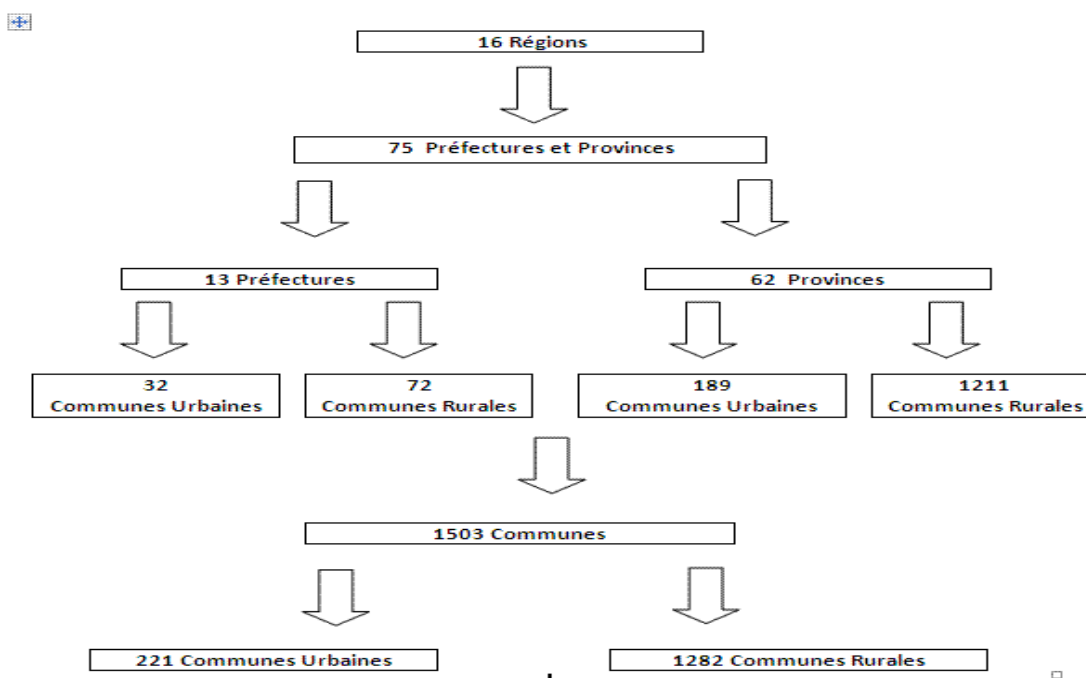 16 Régions
75 Préfectures et Provinces
13 Préfectures
62 Provinces
32
Communes Urbaines
72
Communes Rurales
189
Communes Urbaines
1211
Communes Rurales
1503 Communes
221 Communes Urbaines
1282 Communes Rurales